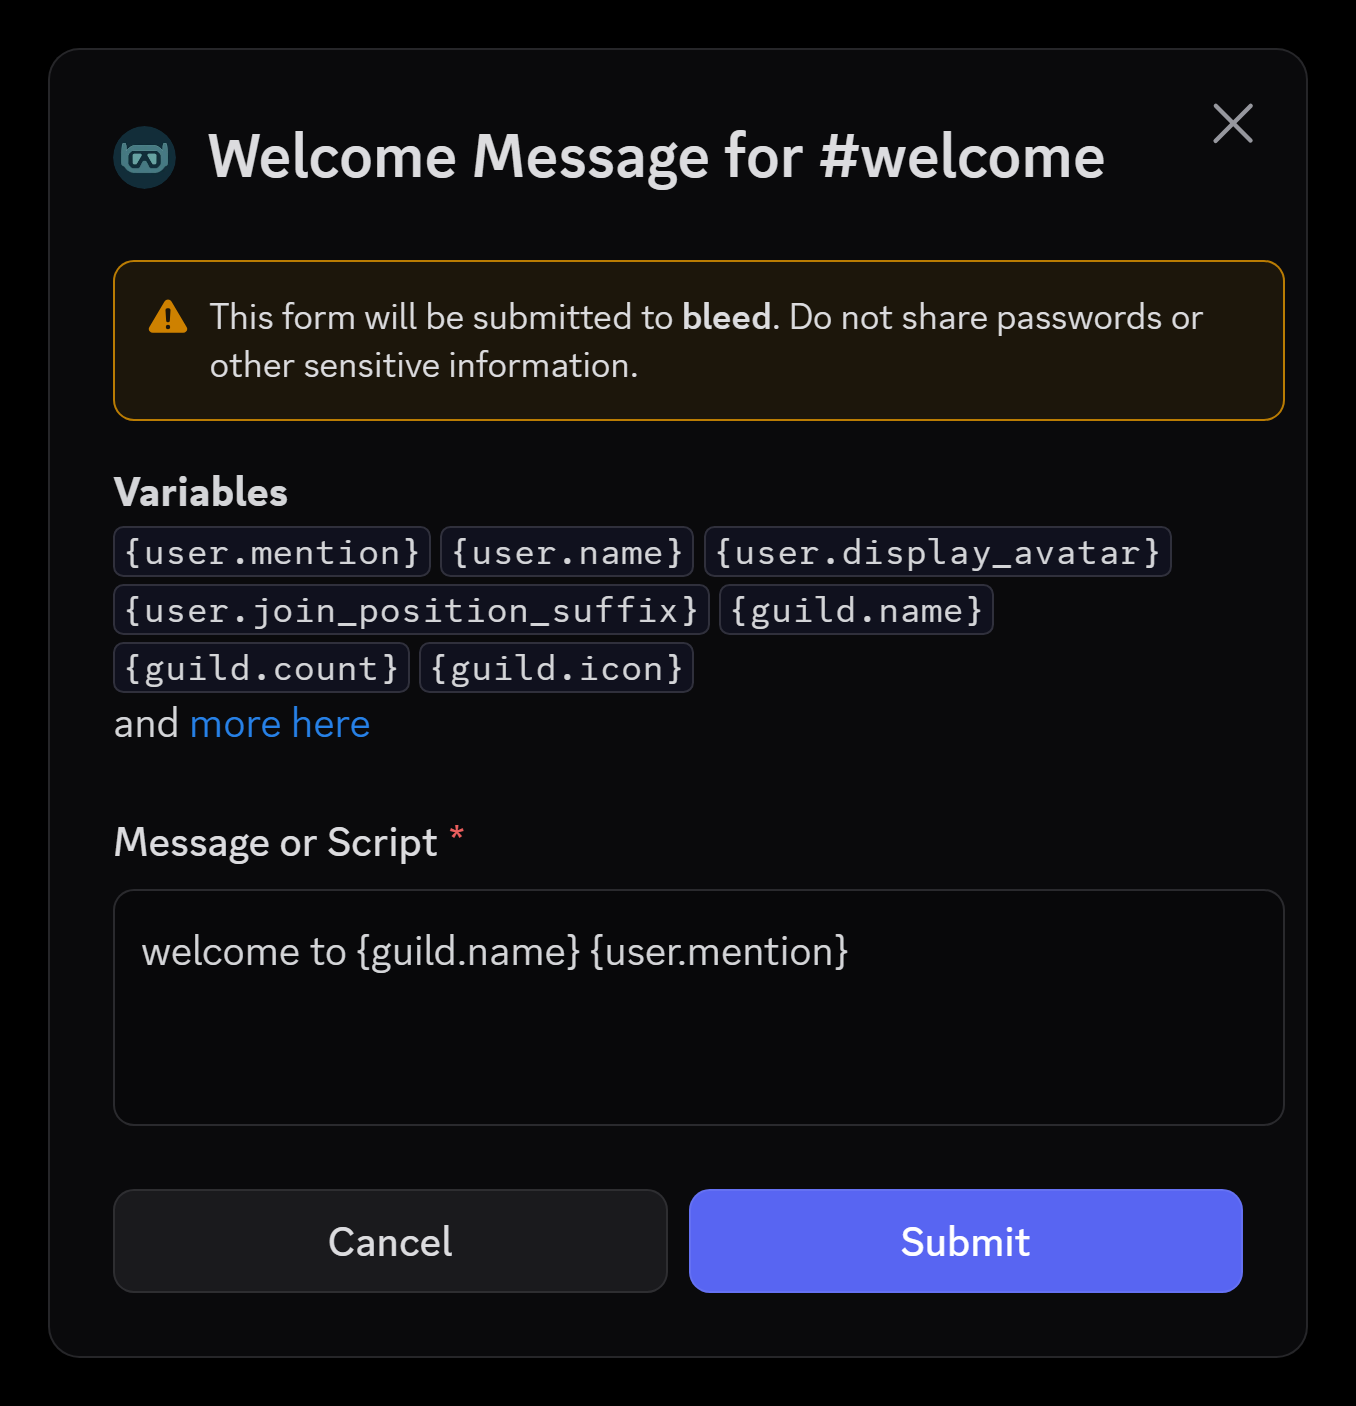 Welcome Message for #welcome
This form will be submitted to bleed. Do not share passwords or
other sensitive information.
Variables
{user.mention} {user.name} {user.display_avatar}
{user.join_position_suffix} {guild.name}
{guild.count} {guild.icon}
and more here
Message or Script *
welcome to {guild.name} {user.mention}
Cancel Submit